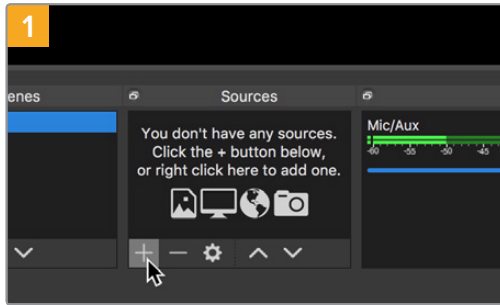 1
enes
Sources
Mic/Aux
You don't have any sources.
Click the + button below,
or right click here to add one.
-60 -55 -50 -45